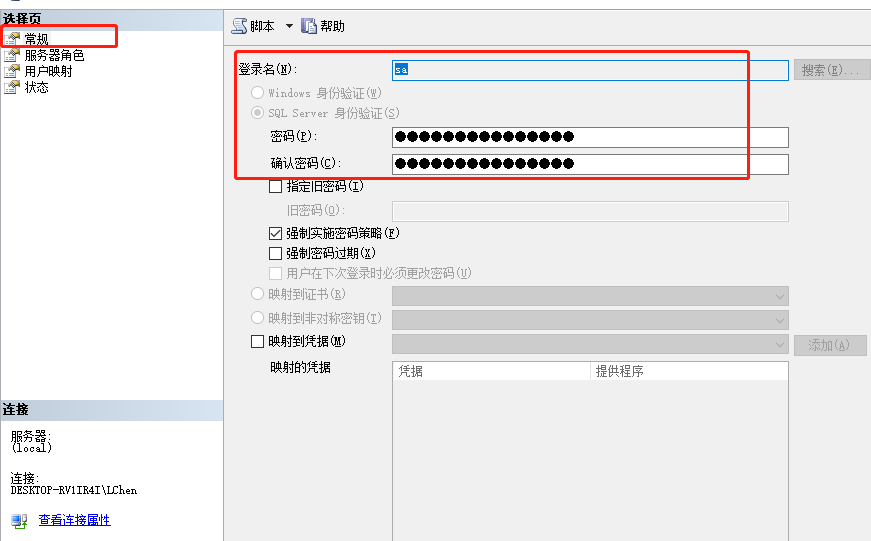 选择页
常规
服务器角色
用户映射
状态
脚本 帮助
登录名(N): sa 搜索(E)...
Windows 身份验证(W)
SQL Server 身份验证(S)
密码(P): ●●●●●●●●●●●●●●●
确认密码(C): ●●●●●●●●●●●●●●●
指定旧密码(I)
旧密码(O):
强制实施密码策略(F)
强制密码过期(X)
用户在下次登录时必须更改密码(U)
映射到证书(R)
映射到非对称密钥(T)
映射到凭据(M) 添加(A)
映射的凭据 凭据 提供程序
连接
服务器:
(local)
连接:
DESKTOP-RV1IR4I\LChen
查看连接属性